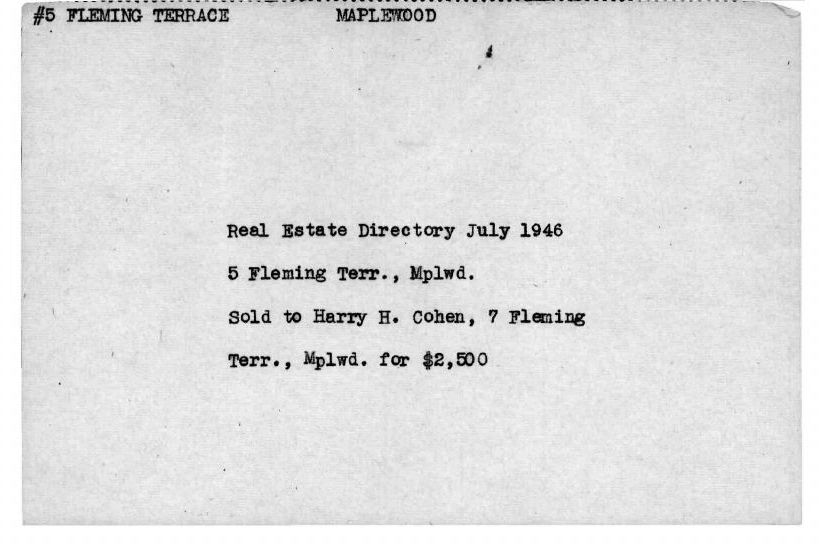 #5 FLEMING TERRACE MAPLEWOOD
Real Estate Directory July 1946
5 Fleming Terr., Mplwd.
Sold to Harry H. Cohen, 7 Fleming
Terr., Mplwd. for $2,500